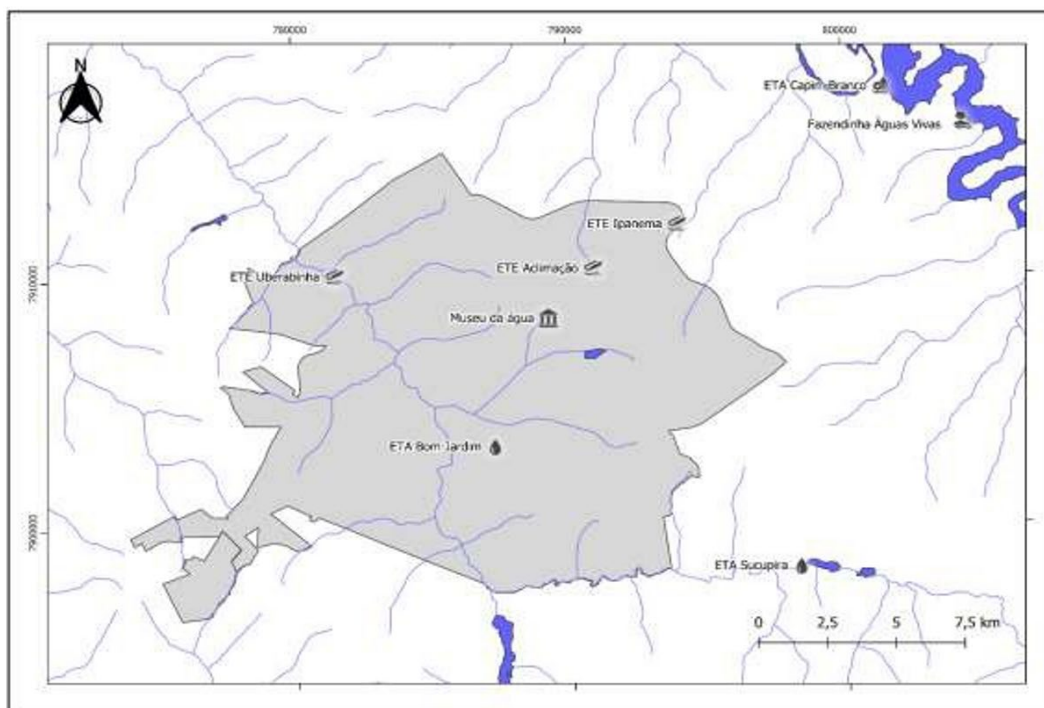 780000 790000 800000
N
ETA Capim Branco
Fazendinha Águas Vivas
ETE Ipanema
ETE Uberabinha
ETE Aclimação
7910000
Museu da água
ETA Bom Jardim
7900000
ETA Sucupira
0 2,5 5 7,5 km